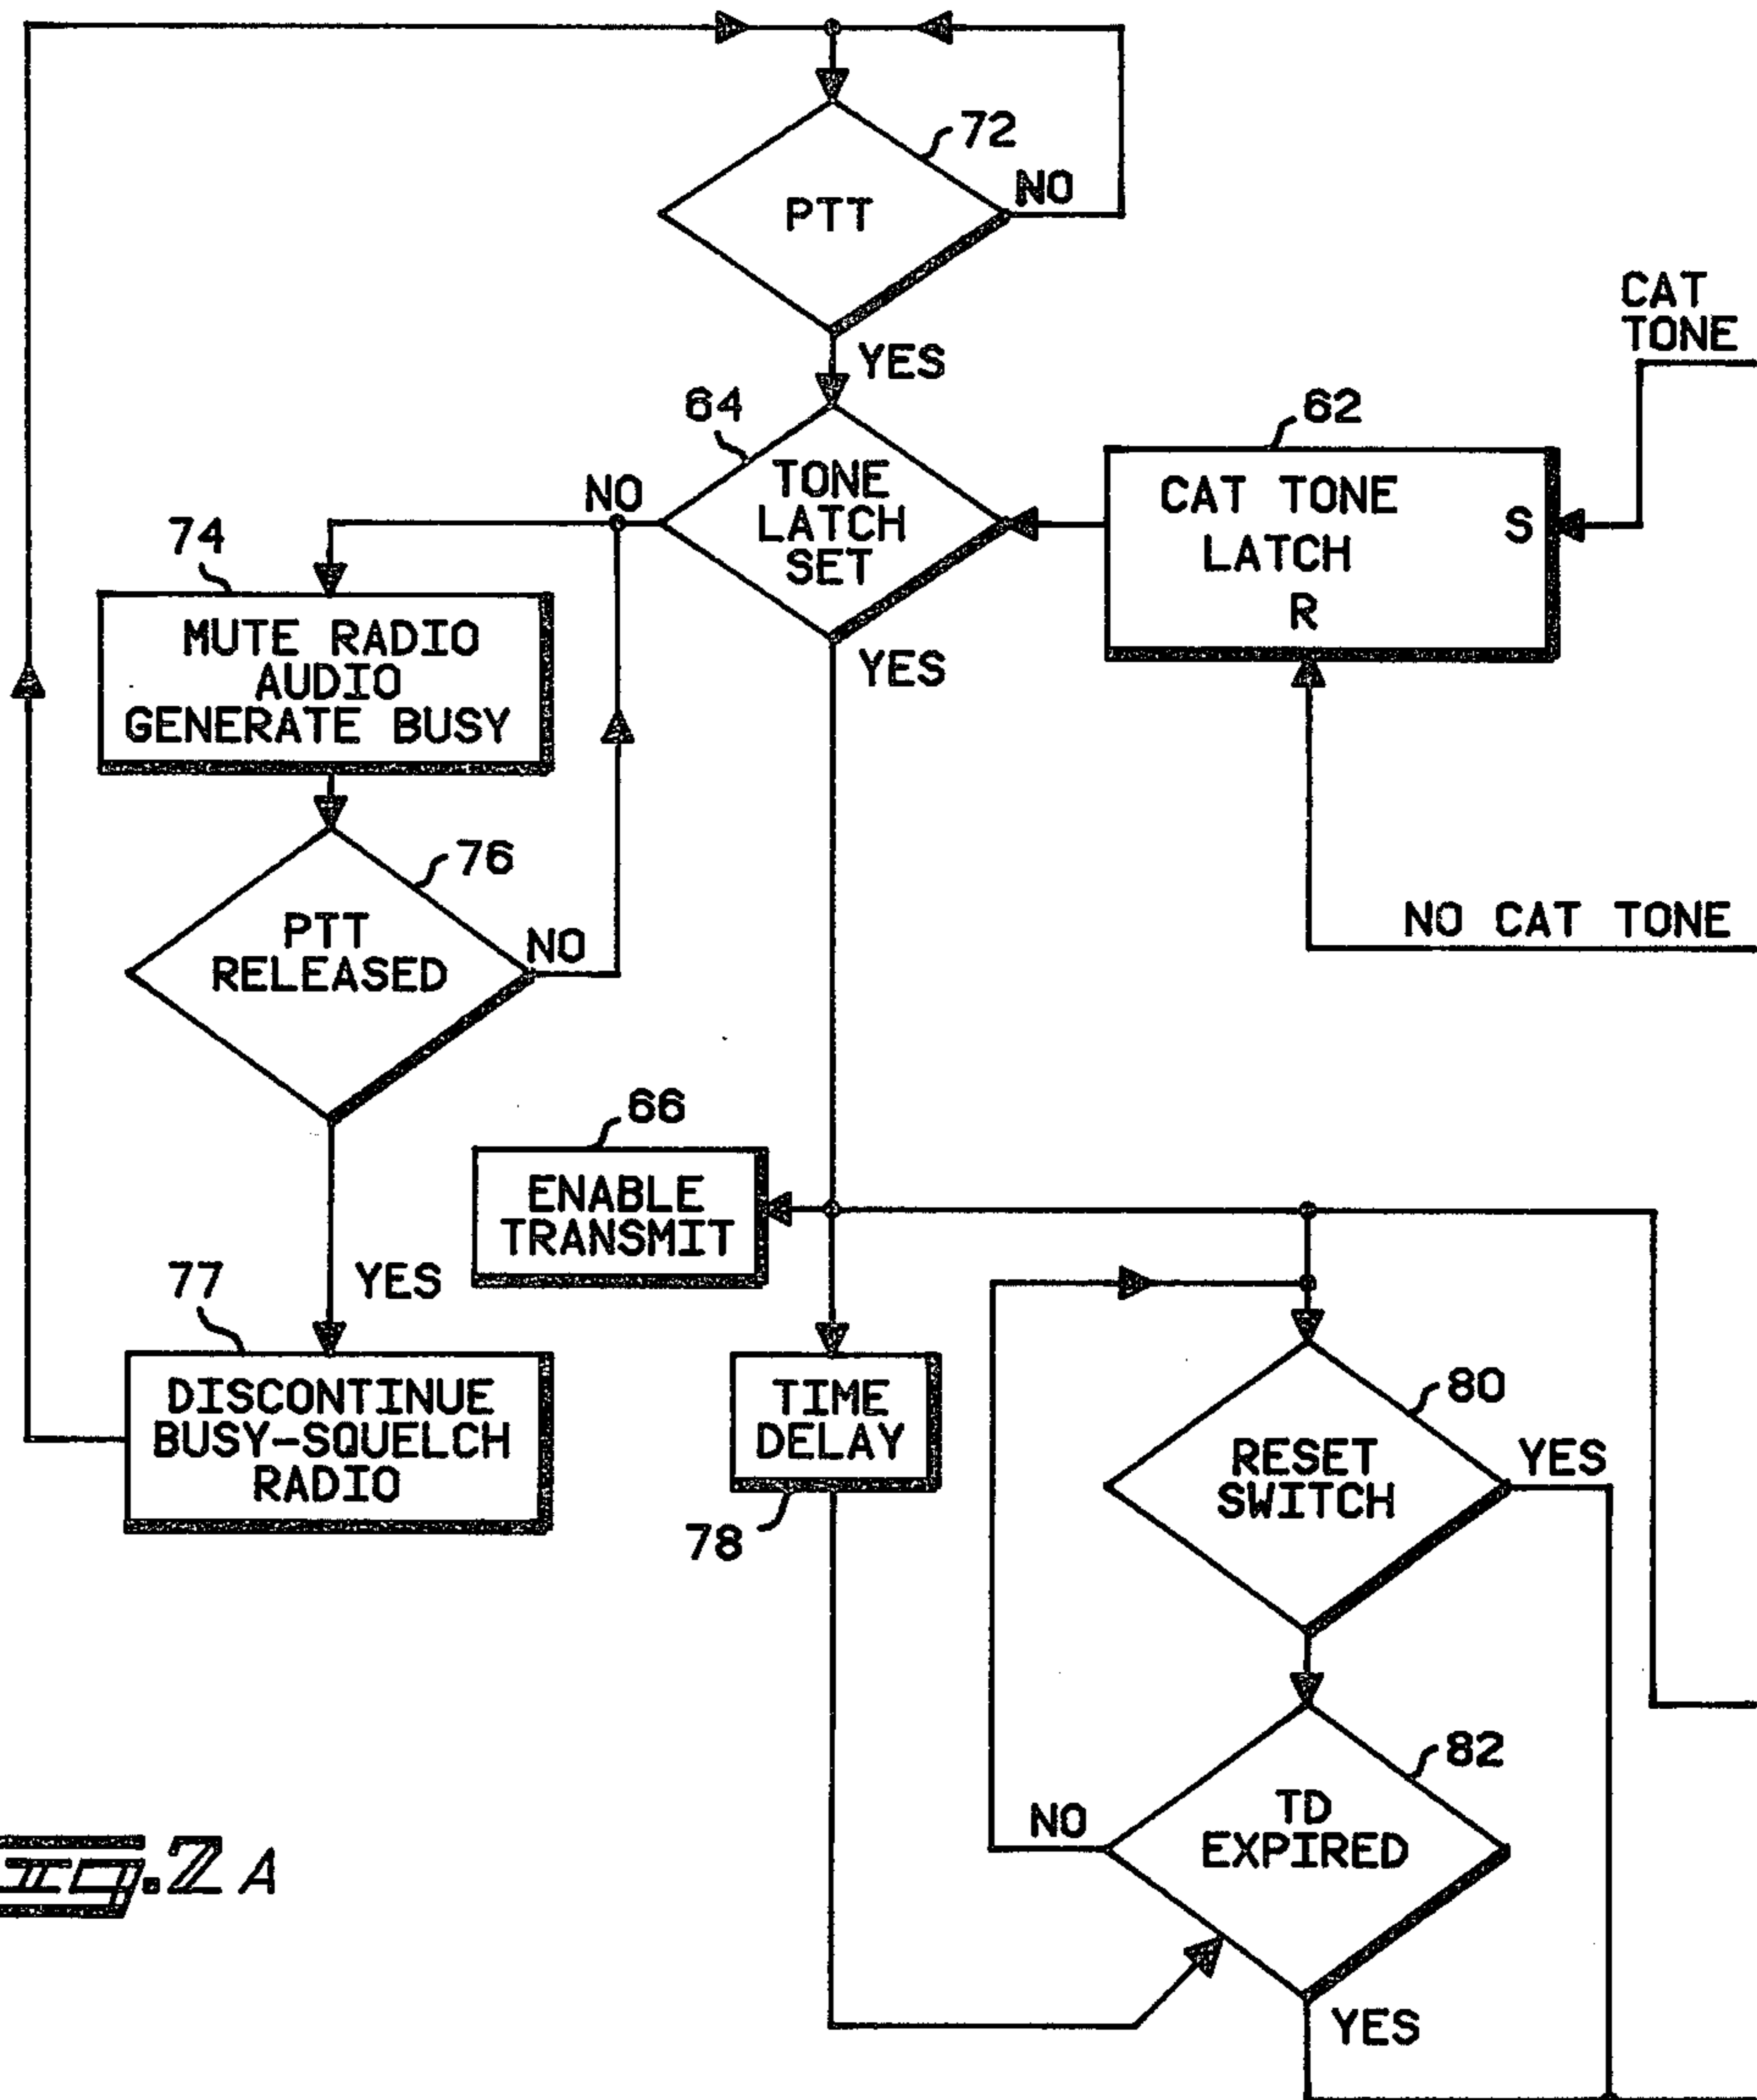 72
PTT
NO
YES
CAT
TONE
64
TONE
LATCH
SET
NO
62
CAT TONE
LATCH
S
R
YES
74
MUTE RADIO
AUDIO
GENERATE BUSY
NO CAT TONE
76
PTT
RELEASED
NO
YES
66
ENABLE
TRANSMIT
77
DISCONTINUE
BUSY-SQUELCH
RADIO
TIME
DELAY
78
80
RESET
SWITCH
YES
82
TD
EXPIRED
NO
YES
Fig. 2 A